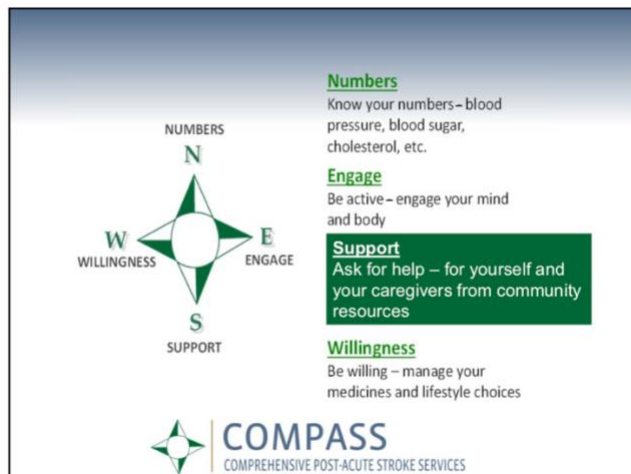 NUMBERS
N
W
WILLINGNESS
E
ENGAGE
S
SUPPORT
Numbers
Know your numbers – blood
pressure, blood sugar,
cholesterol, etc.
Engage
Be active – engage your mind
and body
Support
Ask for help – for yourself and
your caregivers from community
resources
Willingness
Be willing – manage your
medicines and lifestyle choices
COMPASS
COMPREHENSIVE POST-ACUTE STROKE SERVICES